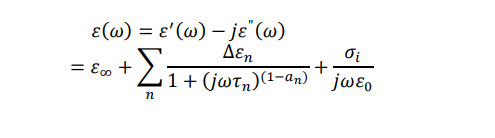 ε(ω) = ε′(ω) − jε"(ω)
= ε∞ + ∑ₙ Δεₙ / (1 + (jωτₙ)^(1−aₙ)) + σᵢ / (jωε₀)